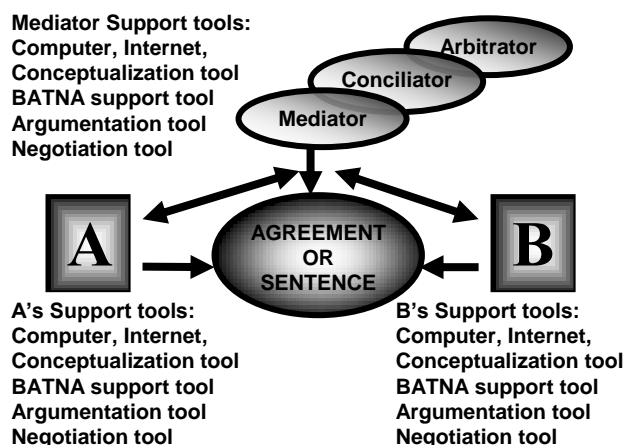 Mediator Support tools:
Computer, Internet,
Conceptualization tool
BATNA support tool
Argumentation tool
Negotiation tool
Arbitrator
Conciliator
Mediator
A
AGREEMENT
OR
SENTENCE
B
A's Support tools:
Computer, Internet,
Conceptualization tool
BATNA support tool
Argumentation tool
Negotiation tool
B's Support tools:
Computer, Internet,
Conceptualization tool
BATNA support tool
Argumentation tool
Negotiation tool